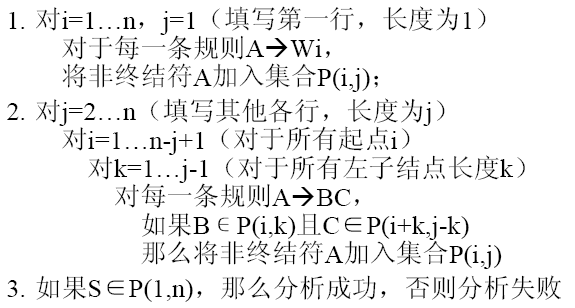 1. 对i=1…n，j=1（填写第一行，长度为1）
对于每一条规则A→Wi，
将非终结符A加入集合P(i,j)；
2. 对j=2…n（填写其他各行，长度为j）
对i=1…n-j+1（对于所有起点i）
对k=1…j-1（对于所有左子结点长度k）
对每一条规则A→BC，
如果B∈P(i,k)且C∈P(i+k,j-k)
那么将非终结符A加入集合P(i,j)
3. 如果S∈P(1,n)，那么分析成功，否则分析失败